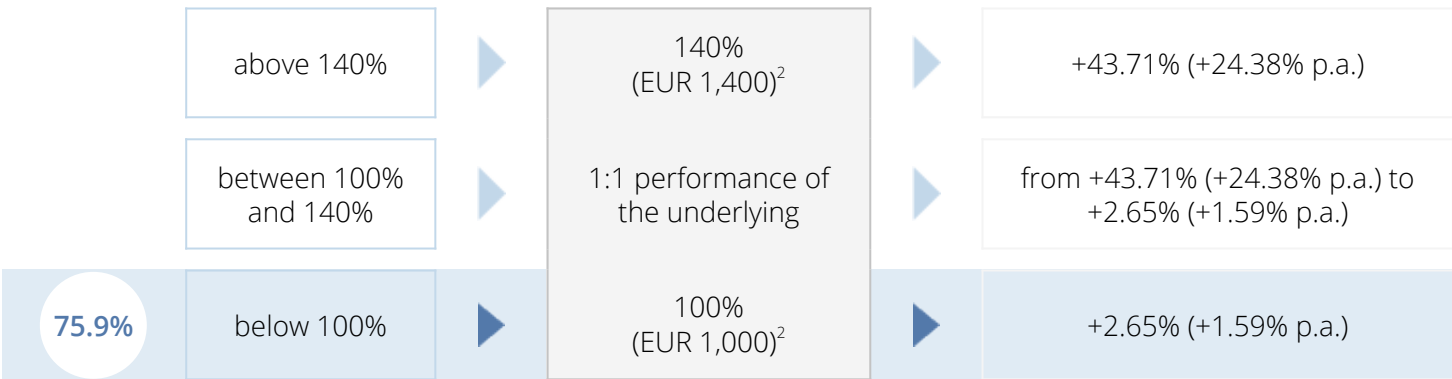 above 140%
140%
(EUR 1,400)2
+43.71% (+24.38% p.a.)
between 100%
and 140%
1:1 performance of
the underlying
from +43.71% (+24.38% p.a.) to
+2.65% (+1.59% p.a.)
75.9%
below 100%
100%
(EUR 1,000)2
+2.65% (+1.59% p.a.)